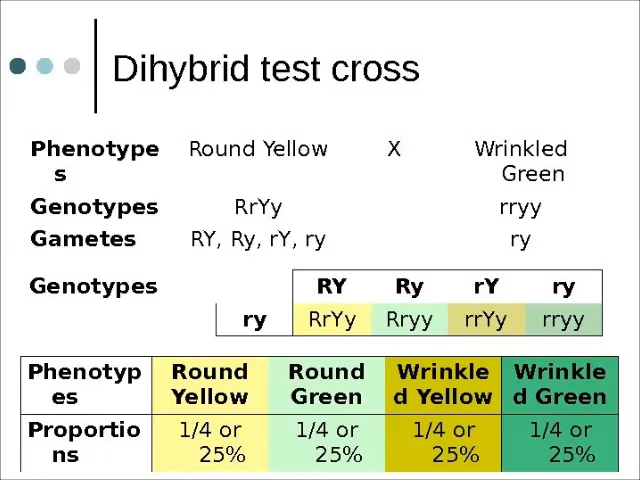 Dihybrid test cross
Phenotype Round Yellow X Wrinkled
s Green
Genotypes RrYy rryy
Gametes RY, Ry, rY, ry ry
Genotypes RY Ry rY ry
ry RrYy Rryy rrYy rryy
Phenotyp Round Round Wrinkle Wrinkle
es Yellow Green d Yellow d Green
Proportio 1/4 or 1/4 or 1/4 or 1/4 or
ns 25% 25% 25% 25%